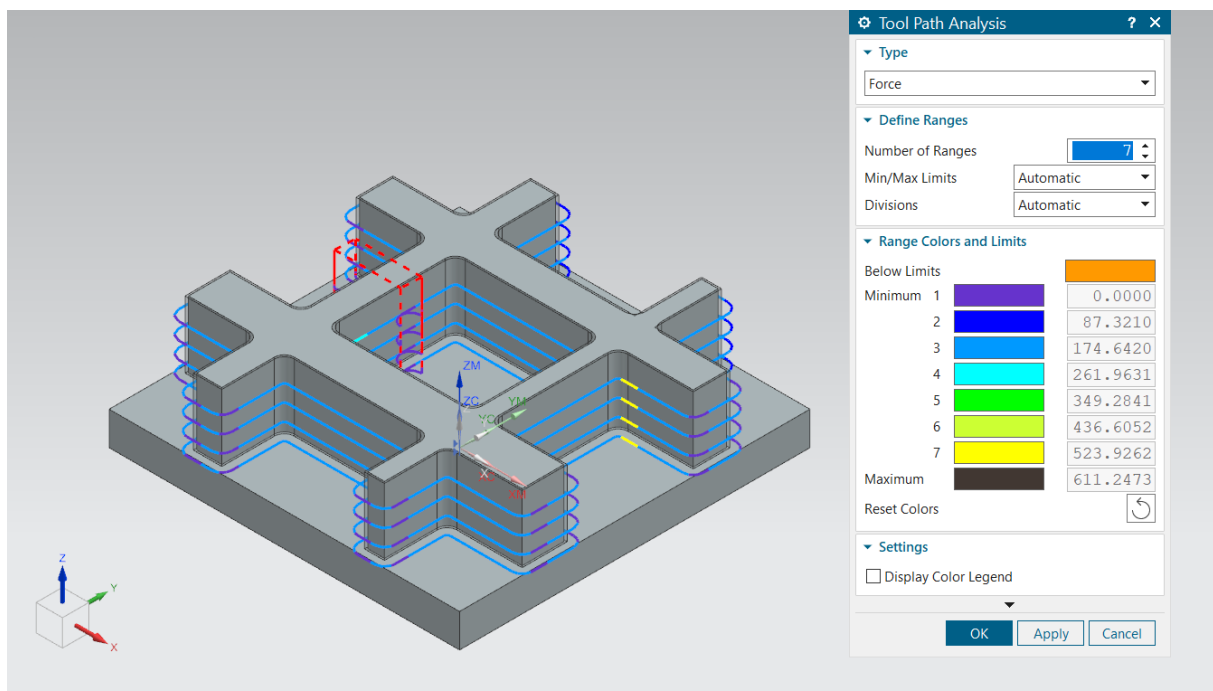 Tool Path Analysis ? ×
Type
Force
Define Ranges
Number of Ranges 7
Min/Max Limits Automatic
Divisions Automatic
Range Colors and Limits
Below Limits
Minimum 1 0.0000
2 87.3210
3 174.6420
4 261.9631
5 349.2841
6 436.6052
7 523.9262
Maximum 611.2473
Reset Colors
Settings
Display Color Legend
OK Apply Cancel
ZM
ZC YM
X
XM
Z
Y
X